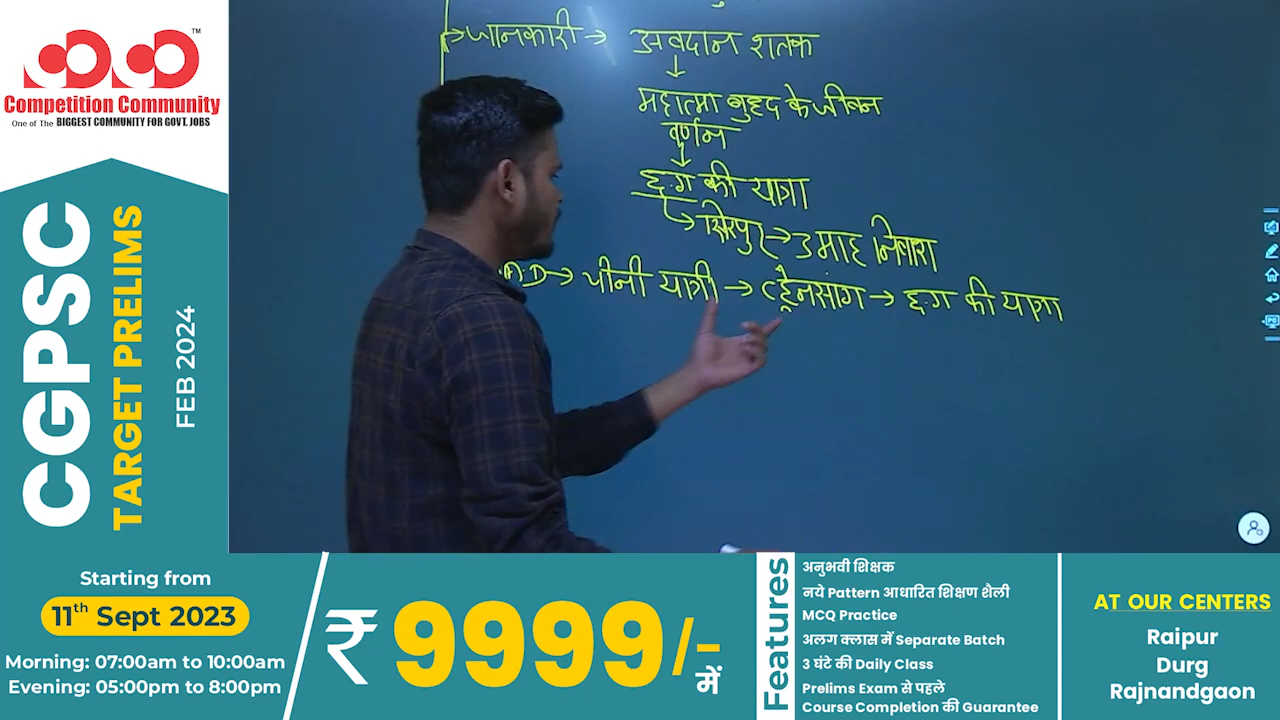 TM
Competition Community
One of The BIGGEST COMMUNITY FOR GOVT. JOBS
CGPSC
TARGET PRELIMS
FEB 2024
जानकारी → अवदान शतक
महात्मा बुद्द के जीवन
वर्णन
छ.ग की यात्रा
सिरपुर → 3 माह निवास
AD → चीनी यात्री → ह्वेनसांग → छ.ग की यात्रा
Starting from
11th Sept 2023
Morning: 07:00am to 10:00am
Evening: 05:00pm to 8:00pm
₹ 9999/- में
Features
अनुभवी शिक्षक
नये Pattern आधारित शिक्षण शैली
MCQ Practice
अलग क्लास में Separate Batch
3 घंटे की Daily Class
Prelims Exam से पहले
Course Completion की Guarantee
AT OUR CENTERS
Raipur
Durg
Rajnandgaon